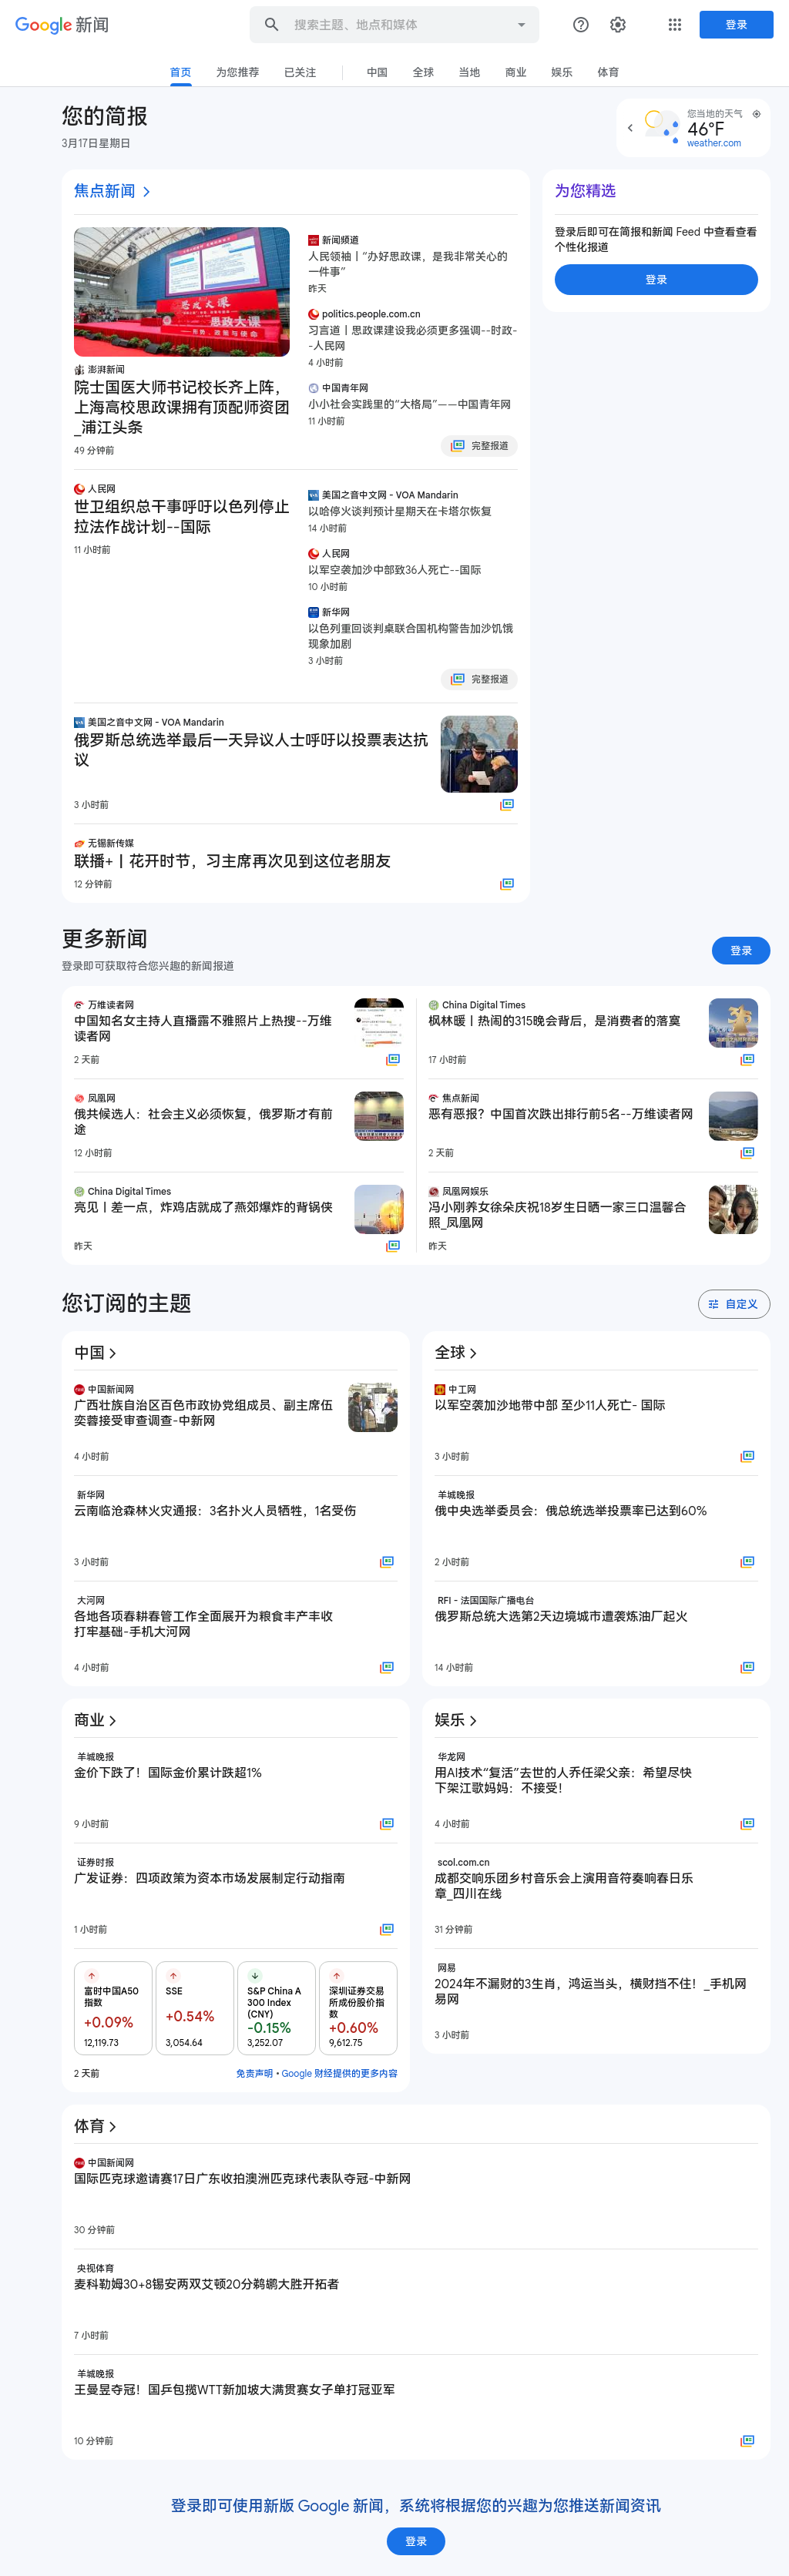 Google 新闻
搜索主题、地点和媒体
登录
首页
为您推荐
已关注
中国
全球
当地
商业
娱乐
体育
您的简报
3月17日星期日
您当地的天气
46°F
weather.com
焦点新闻
澎湃新闻
院士国医大师书记校长齐上阵，
上海高校思政课拥有顶配师资团
_浦江头条
49 分钟前
新闻频道
人民领袖丨“办好思政课，是我非常关心的
一件事”
昨天
politics.people.com.cn
习言道丨思政课建设我必须更多强调--时政-
-人民网
4 小时前
中国青年网
小小社会实践里的“大格局”——中国青年网
11 小时前
完整报道
人民网
世卫组织总干事呼吁以色列停止
拉法作战计划--国际
11 小时前
美国之音中文网 - VOA Mandarin
以哈停火谈判预计星期天在卡塔尔恢复
14 小时前
人民网
以军空袭加沙中部致36人死亡--国际
10 小时前
新华网
以色列重回谈判桌联合国机构警告加沙饥饿
现象加剧
3 小时前
完整报道
美国之音中文网 - VOA Mandarin
俄罗斯总统选举最后一天异议人士呼吁以投票表达抗
议
3 小时前
无锡新传媒
联播+丨花开时节，习主席再次见到这位老朋友
12 分钟前
为您精选
登录后即可在简报和新闻 Feed 中查看查看
个性化报道
登录
更多新闻
登录即可获取符合您兴趣的新闻报道
登录
万维读者网
中国知名女主持人直播露不雅照片上热搜--万维
读者网
2 天前
China Digital Times
枫林暖丨热闹的315晚会背后，是消费者的落寞
17 小时前
凤凰网
俄共候选人：社会主义必须恢复，俄罗斯才有前
途
12 小时前
焦点新闻
恶有恶报？中国首次跌出排行前5名--万维读者网
2 天前
China Digital Times
亮见丨差一点，炸鸡店就成了燕郊爆炸的背锅侠
昨天
凤凰网娱乐
冯小刚养女徐朵庆祝18岁生日晒一家三口温馨合
照_凤凰网
昨天
您订阅的主题
自定义
中国
中国新闻网
广西壮族自治区百色市政协党组成员、副主席伍
奕蓉接受审查调查-中新网
4 小时前
新华网
云南临沧森林火灾通报：3名扑火人员牺牲，1名受伤
3 小时前
大河网
各地各项春耕春管工作全面展开为粮食丰产丰收
打牢基础-手机大河网
4 小时前
全球
中工网
以军空袭加沙地带中部 至少11人死亡- 国际
3 小时前
羊城晚报
俄中央选举委员会：俄总统选举投票率已达到60%
2 小时前
RFI - 法国国际广播电台
俄罗斯总统大选第2天边境城市遭袭炼油厂起火
14 小时前
商业
羊城晚报
金价下跌了！国际金价累计跌超1%
9 小时前
证券时报
广发证券：四项政策为资本市场发展制定行动指南
1 小时前
富时中国A50
指数
+0.09%
12,119.73
SSE
+0.54%
3,054.64
S&P China A
300 Index
(CNY)
-0.15%
3,252.07
深圳证券交易
所成份股价指
数
+0.60%
9,612.75
2 天前
免责声明 • Google 财经提供的更多内容
娱乐
华龙网
用AI技术“复活”去世的人乔任梁父亲：希望尽快
下架江歌妈妈：不接受！
4 小时前
scol.com.cn
成都交响乐团乡村音乐会上演用音符奏响春日乐
章_四川在线
31 分钟前
网易
2024年不漏财的3生肖，鸿运当头，横财挡不住！_手机网
易网
3 小时前
体育
中国新闻网
国际匹克球邀请赛17日广东收拍澳洲匹克球代表队夺冠-中新网
30 分钟前
央视体育
麦科勒姆30+8锡安两双艾顿20分鹈鹕大胜开拓者
7 小时前
羊城晚报
王曼昱夺冠！国乒包揽WTT新加坡大满贯赛女子单打冠亚军
10 分钟前
登录即可使用新版 Google 新闻，系统将根据您的兴趣为您推送新闻资讯
登录